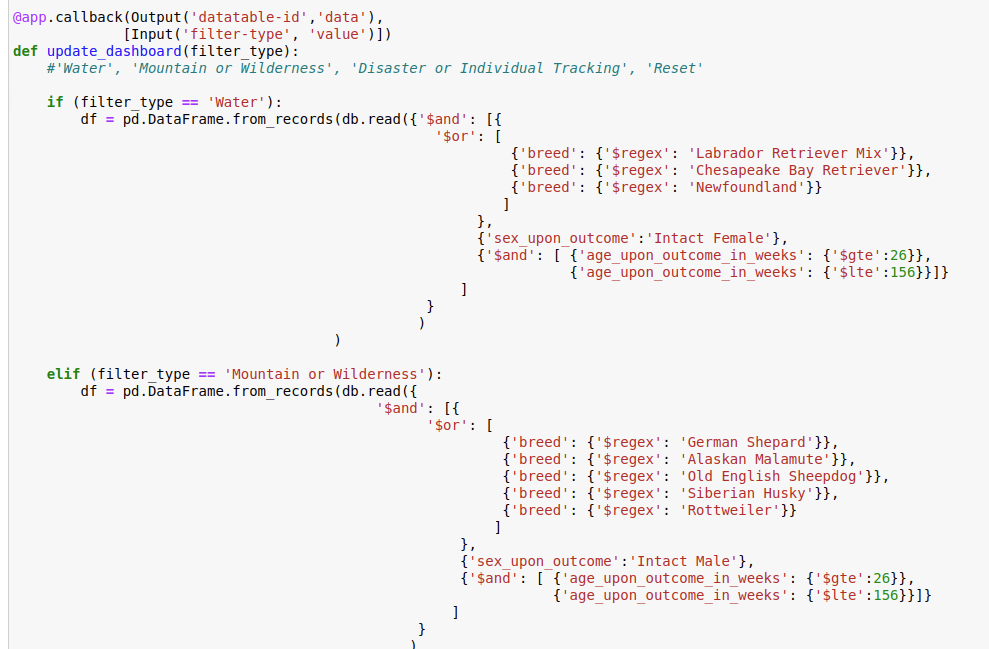 @app.callback(Output('datatable-id','data'),
             [Input('filter-type', 'value')])
def update_dashboard(filter_type):
    #'Water', 'Mountain or Wilderness', 'Disaster or Individual Tracking', 'Reset'
    if (filter_type == 'Water'):
        df = pd.DataFrame.from_records(db.read({'$and': [{
                                                  '$or': [
                                                           {'breed': {'$regex': 'Labrador Retriever Mix'}},
                                                           {'breed': {'$regex': 'Chesapeake Bay Retriever'}},
                                                           {'breed': {'$regex': 'Newfoundland'}}
                                                          ]
                                                       },
                                                       {'sex_upon_outcome':'Intact Female'},
                                                       {'$and': [ {'age_upon_outcome_in_weeks': {'$gte':26}},
                                                                  {'age_upon_outcome_in_weeks': {'$lte':156}}]}
                                                     ]
                                                 }
                                                )
                                      )
    elif (filter_type == 'Mountain or Wilderness'):
        df = pd.DataFrame.from_records(db.read({
                                           '$and': [{
                                                 '$or': [
                                                          {'breed': {'$regex': 'German Shepard'}},
                                                          {'breed': {'$regex': 'Alaskan Malamute'}},
                                                          {'breed': {'$regex': 'Old English Sheepdog'}},
                                                          {'breed': {'$regex': 'Siberian Husky'}},
                                                          {'breed': {'$regex': 'Rottweiler'}}
                                                         ]
                                                     },
                                                     {'sex_upon_outcome':'Intact Male'},
                                                     {'$and': [ {'age_upon_outcome_in_weeks': {'$gte':26}},
                                                                {'age_upon_outcome_in_weeks': {'$lte':156}}]}
                                                    ]
                                                }
                                               )